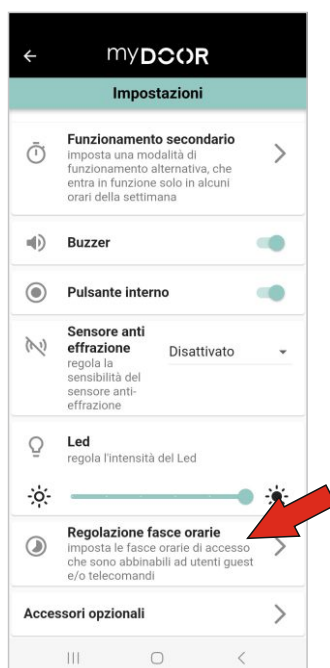 myDOOR
Impostazioni
Funzionamento secondario
imposta una modalità di
funzionamento alternativa, che
entra in funzione solo in alcuni
orari della settimana
Buzzer
Pulsante interno
Sensore anti
effrazione
Disattivato
regola la
sensibilità del
sensore anti-
effrazione
Led
regola l'intensità del Led
Regolazione fasce orarie
imposta le fasce orarie di accesso
che sono abbinabili ad utenti guest
e/o telecomandi
Accessori opzionali